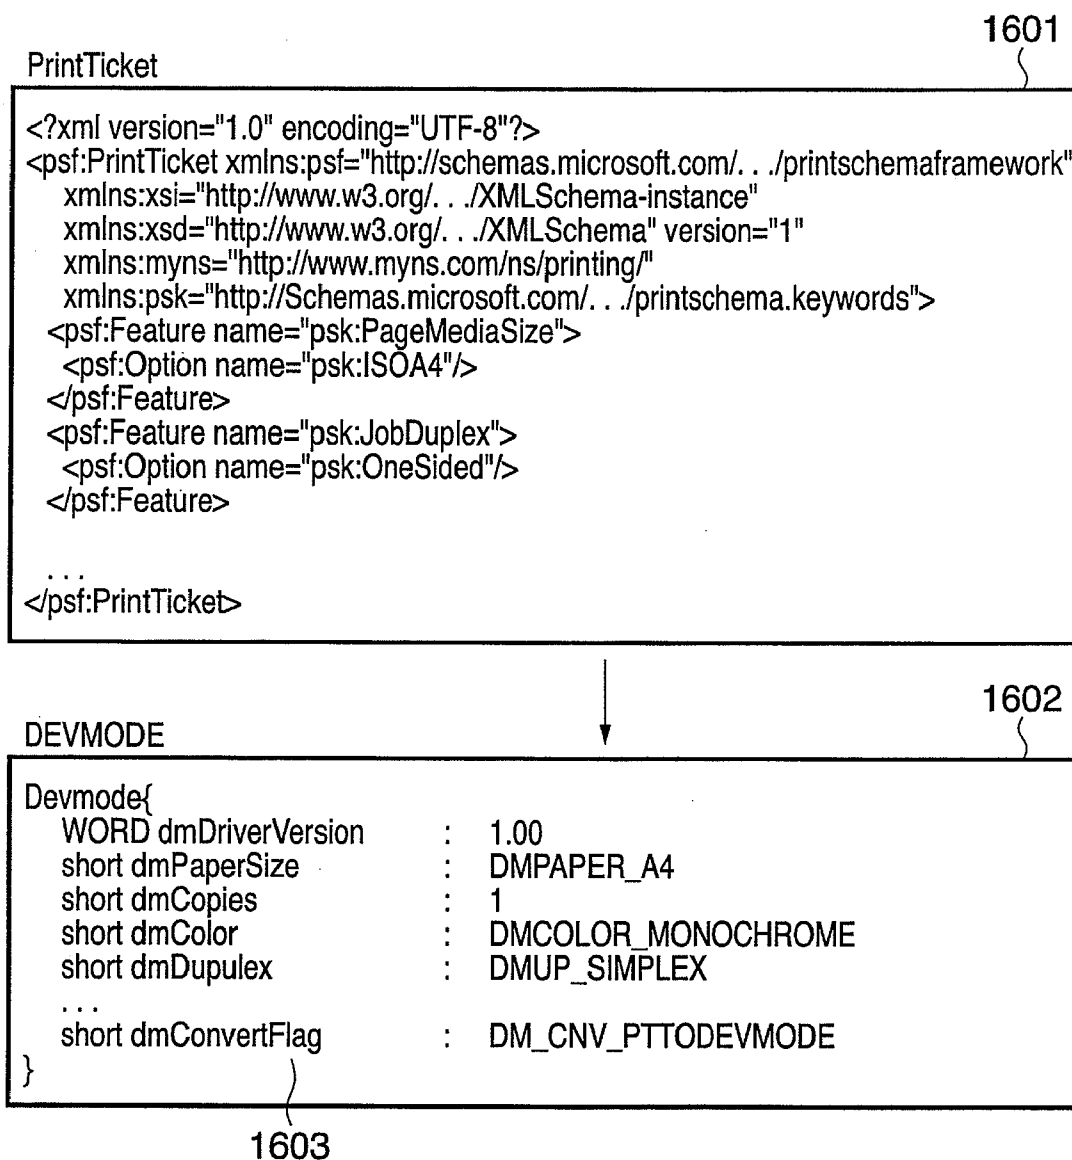 1601
PrintTicket
<?xml version="1.0" encoding="UTF-8"?>
<psf:PrintTicket xmlns:psf="http://schemas.microsoft.com/. . ./printschemaframework"
xmlns:xsi="http://www.w3.org/. . ./XMLSchema-instance"
xmlns:xsd="http://www.w3.org/. . ./XMLSchema" version="1"
xmlns:myns="http://www.myns.com/ns/printing/"
xmlns:psk="http://Schemas.microsoft.com/. . ./printschema.keywords">
<psf:Feature name="psk:PageMediaSize">
<psf:Option name="psk:ISOA4"/>
</psf:Feature>
<psf:Feature name="psk:JobDuplex">
<psf:Option name="psk:OneSided"/>
</psf:Feature>
. . .
</psf:PrintTicket>
1602
DEVMODE
Devmode{
WORD dmDriverVersion : 1.00
short dmPaperSize : DMPAPER_A4
short dmCopies : 1
short dmColor : DMCOLOR_MONOCHROME
short dmDupulex : DMUP_SIMPLEX
. . .
short dmConvertFlag : DM_CNV_PTTODEVMODE
}
1603